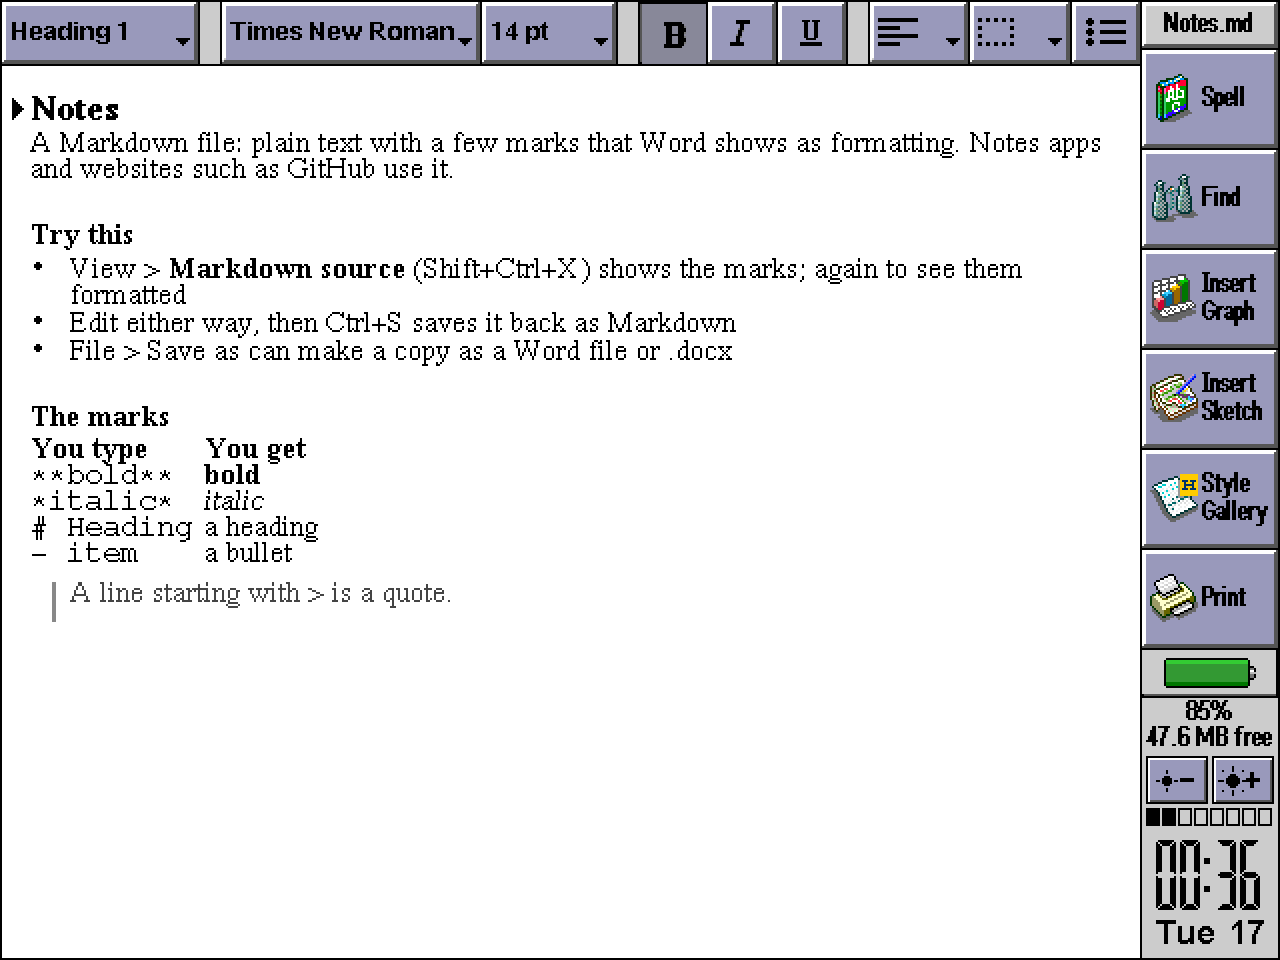 Heading 1
Times New Roman
14 pt
B
I
U
Notes.md
Notes
A Markdown file: plain text with a few marks that Word shows as formatting. Notes apps
and websites such as GitHub use it.
Try this
• View > Markdown source (Shift+Ctrl+X) shows the marks; again to see them
formatted
• Edit either way, then Ctrl+S saves it back as Markdown
• File > Save as can make a copy as a Word file or .docx
The marks
You type You get
**bold** bold
*italic* italic
# Heading a heading
- item a bullet
A line starting with > is a quote.
Spell
Find
Insert
Graph
Insert
Sketch
H
Style
Gallery
Print
85%
47.6 MB free
00:36
Tue 17